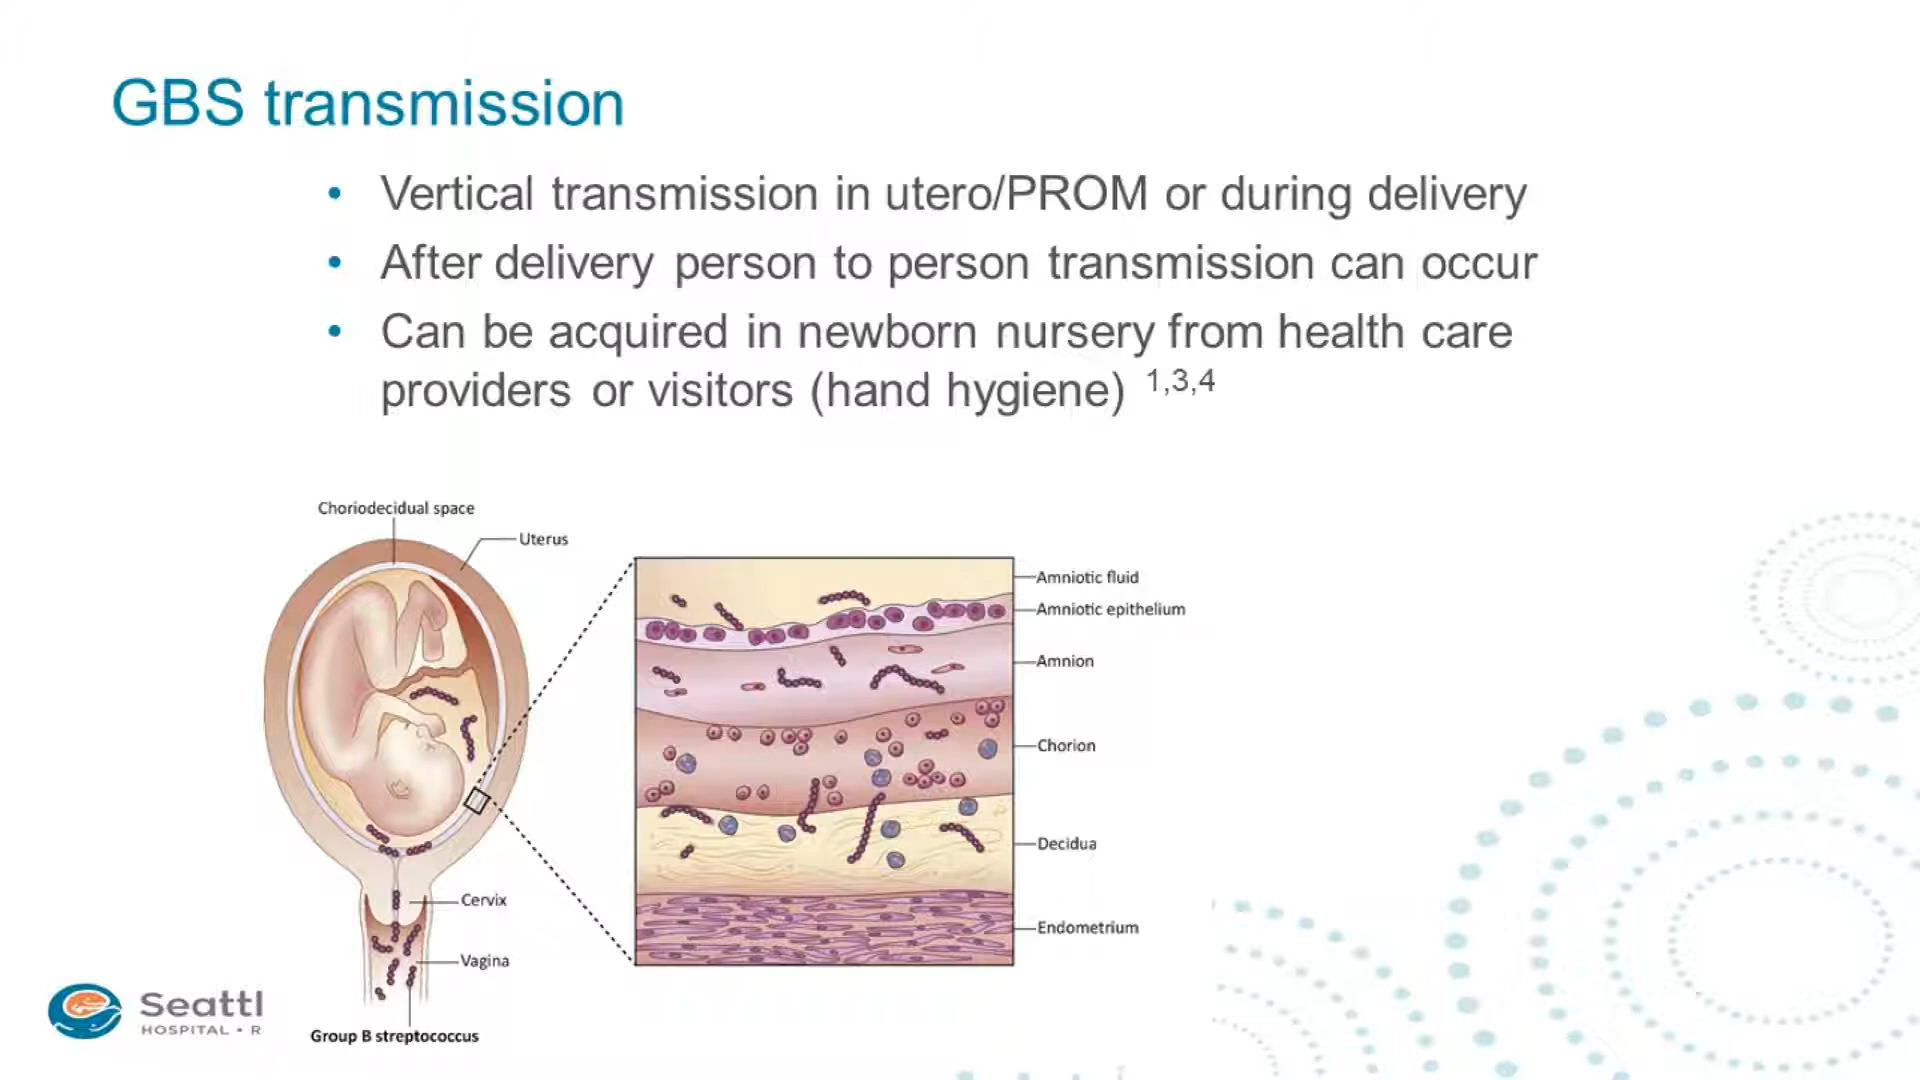 GBS transmission
• Vertical transmission in utero/PROM or during delivery
• After delivery person to person transmission can occur
• Can be acquired in newborn nursery from health care
providers or visitors (hand hygiene) 1,3,4
Choriodecidual space
Uterus
Amniotic fluid
Amniotic epithelium
Amnion
Chorion
Decidua
Endometrium
Cervix
Vagina
Group B streptococcus
Seattl
HOSPITAL • R